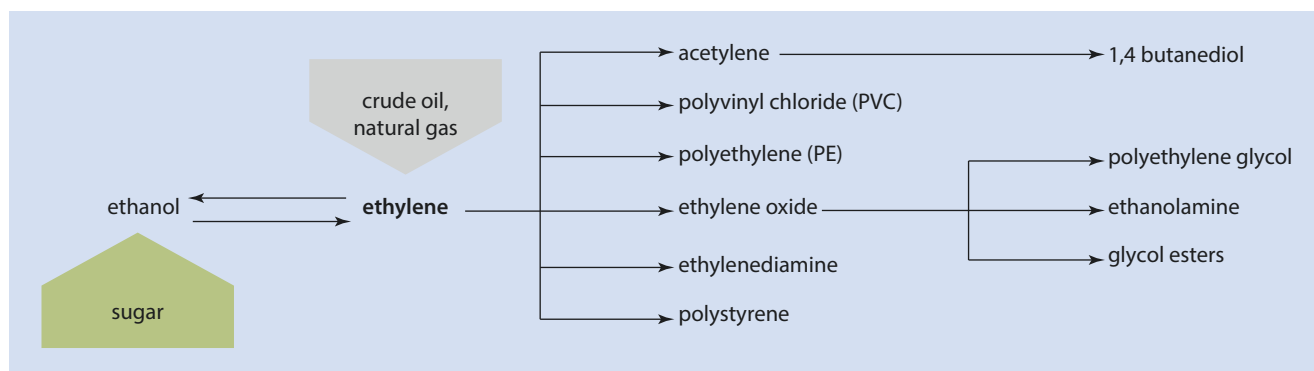 acetylene
1,4 butanediol
crude oil,
natural gas
polyvinyl chloride (PVC)
polyethylene (PE)
polyethylene glycol
ethanol
ethylene
ethylene oxide
ethanolamine
glycol esters
ethylenediamine
sugar
polystyrene